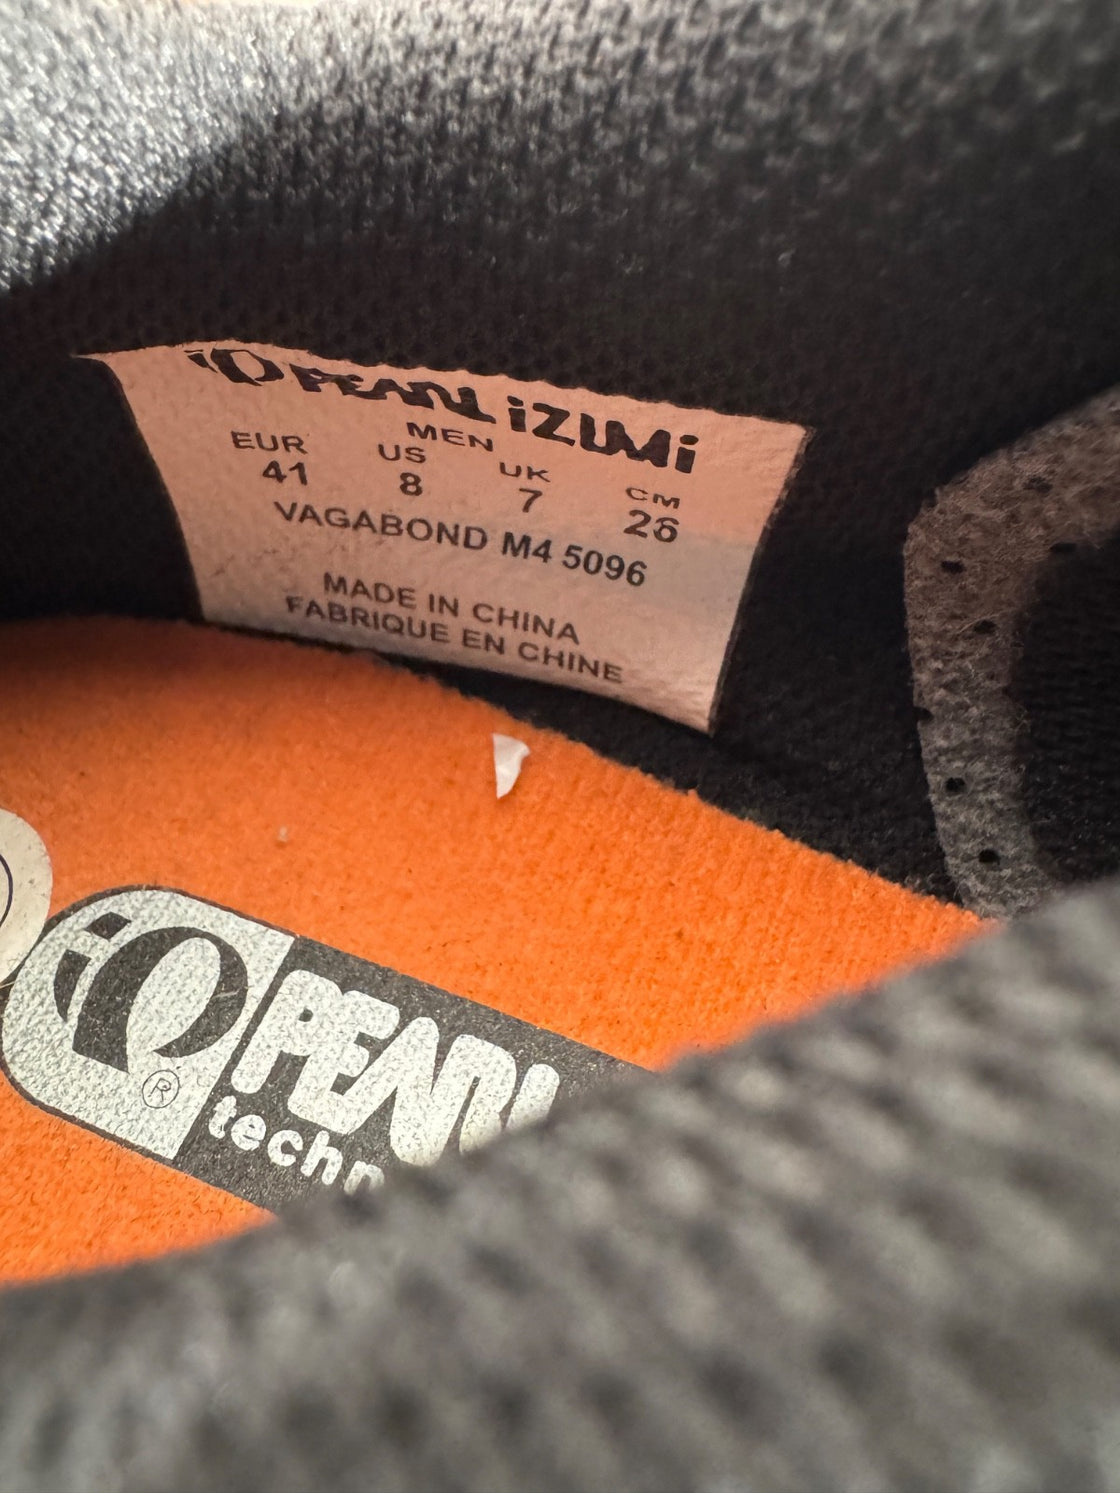 PEARL iZUMi
MEN
EUR US UK CM
41 8 7 26
VAGABOND M4 5096
MADE IN CHINA
FABRIQUE EN CHINE
PEARL
techn
®